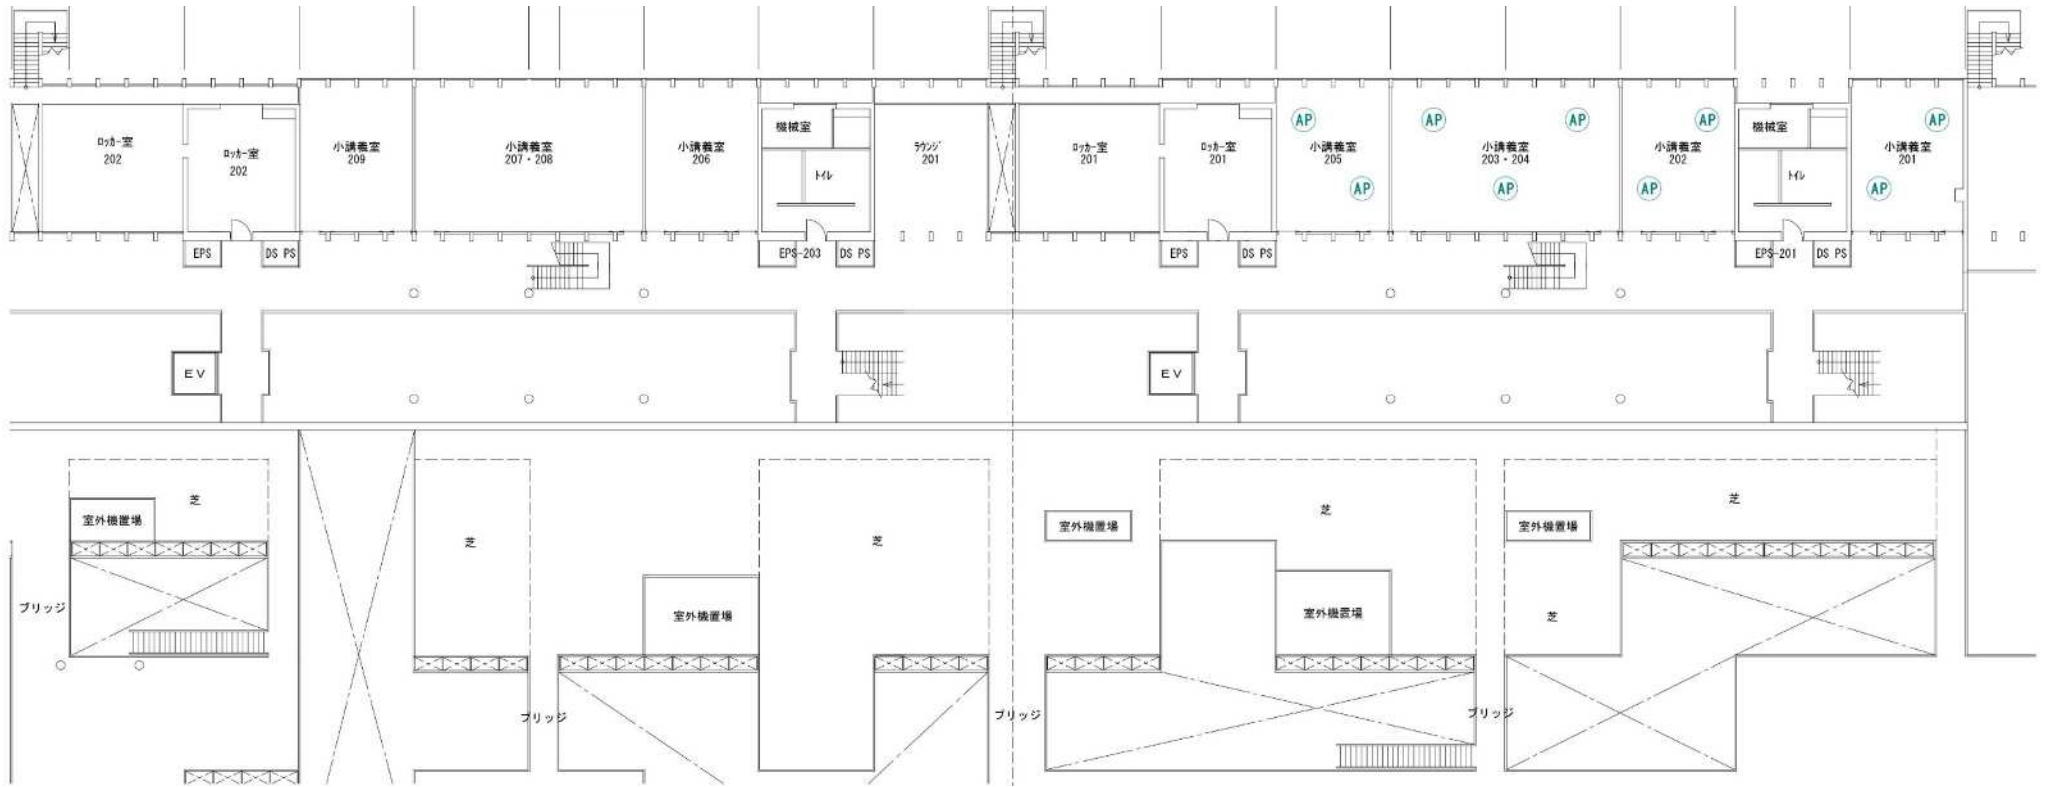 ロッカー室
202
ロッカー室
202
小講義室
209
小講義室
207・208
小講義室
206
機械室
トイレ
ラウンジ
201
ロッカー室
201
ロッカー室
201
AP
小講義室
205
AP
AP
AP
小講義室
203・204
AP
AP
小講義室
202
AP
機械室
トイレ
AP
小講義室
201
AP
EPS
DS PS
EPS-203
DS PS
EPS
DS PS
EPS-201
DS PS
EV
EV
芝
室外機置場
芝
芝
室外機置場
芝
室外機置場
芝
ブリッジ
室外機置場
室外機置場
芝
ブリッジ
ブリッジ
ブリッジ